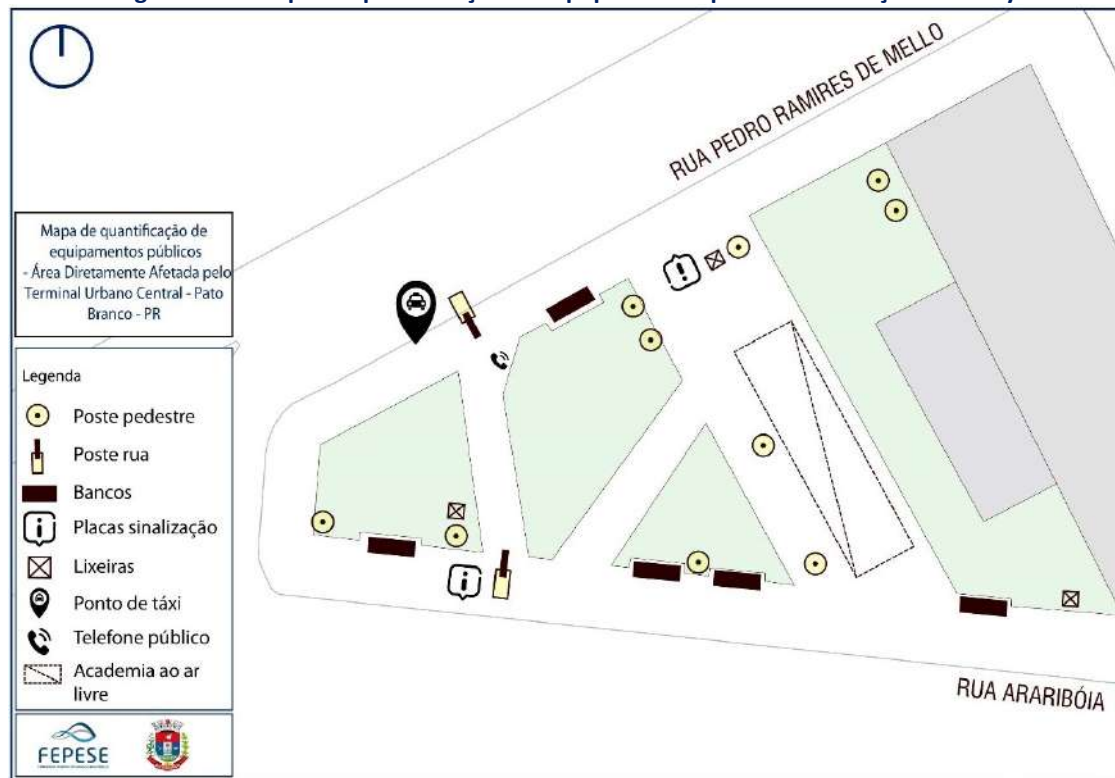 RUA PEDRO RAMIRES DE MELLO
Mapa de quantificação de
equipamentos públicos
- Área Diretamente Afetada pelo
Terminal Urbano Central - Pato
Branco - PR
Legenda
Poste pedestre
Poste rua
Bancos
Placas sinalização
Lixeiras
Ponto de táxi
Telefone público
Academia ao ar
livre
RUA ARARIBÓIA
FEPESE